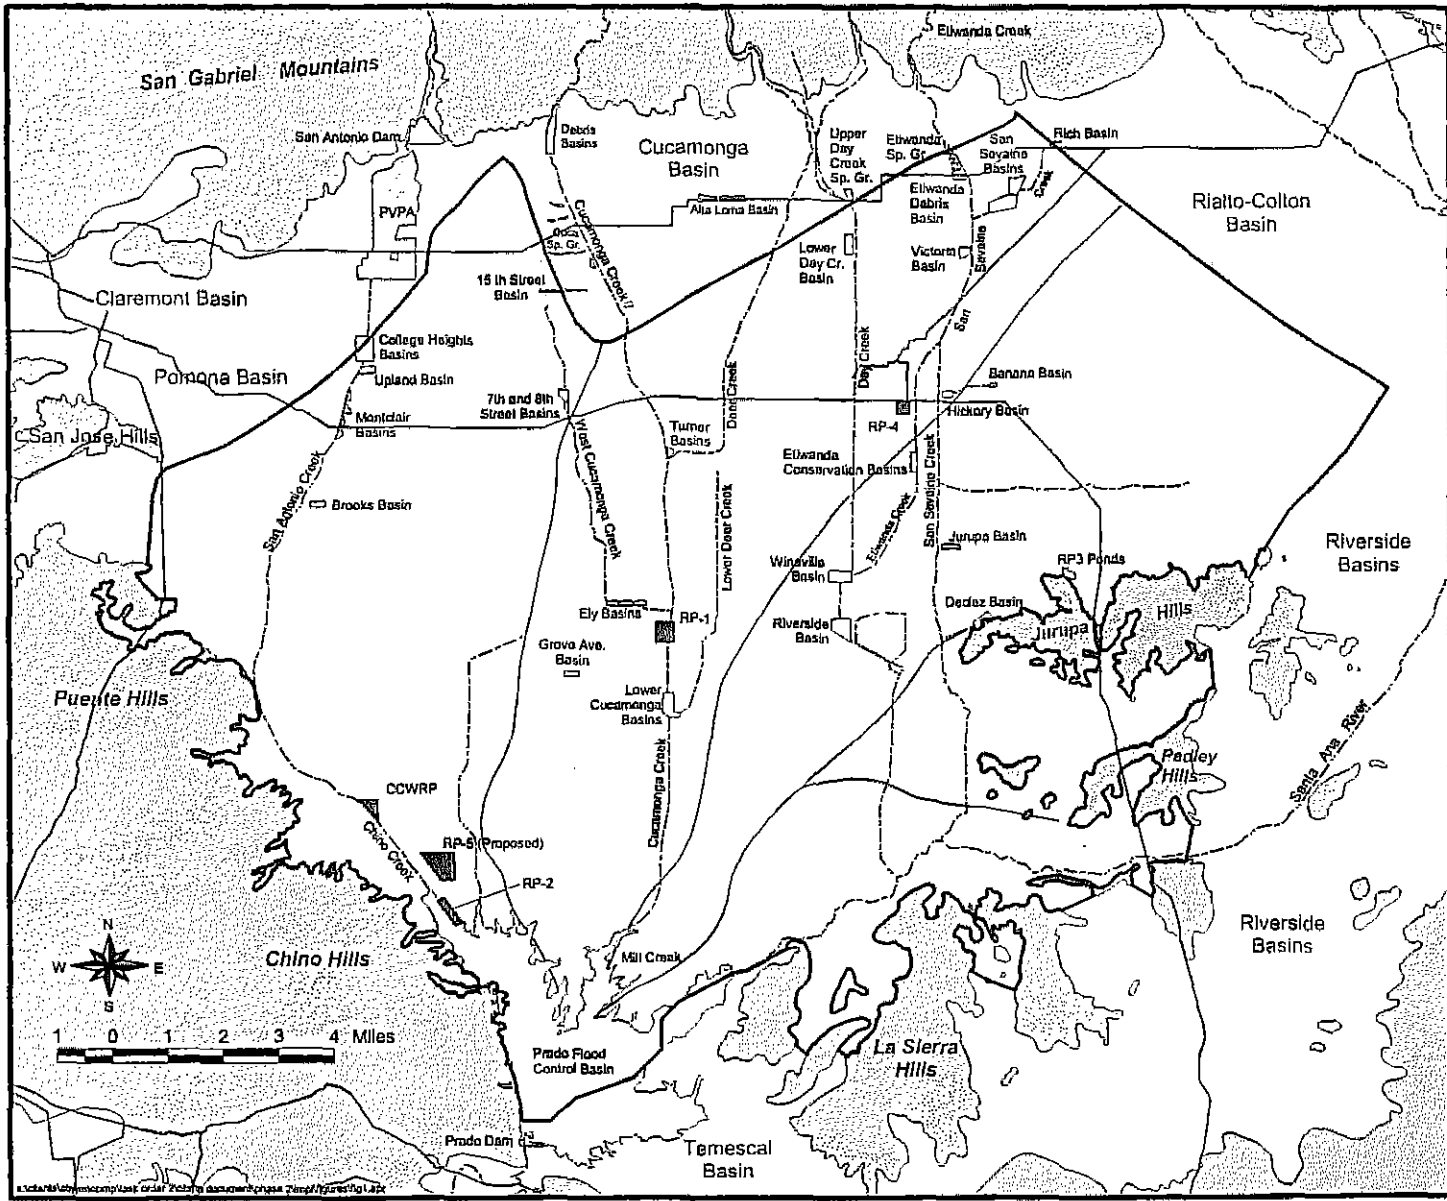 Etiwanda Creek
San Gabriel Mountains
San Antonio Dam
Debris
Basins
Cucamonga
Basin
Upper
Day
Creek
Sp. Gr.
Etiwanda
Sp. Gr.
San
Sevaine
Basins
Rich Basin
Creek
PVPA
Alta Loma Basin
Etiwanda
Debris
Basin
Rialto-Colton
Basin
Sp. Gr.
Cucamonga Creek
Lower
Day Cr.
Basin
Victoria
Basin
Sevaine
San
15 th Street
Basin
Claremont Basin
College Heights
Basins
Pomona Basin
Upland Basin
Day Creek
Deer Creek
Banana Basin
7th and 8th
Street Basins
Hickory Basin
Montclair
Basins
RP-4
Turner
Basins
San Jose Hills
West Cucamonga Creek
Etiwanda
Conservation Basins
San Antonio Creek
Brooks Basin
Lower Deer Creek
Etiwanda Creek
San Sevaine Creek
Jurupa Basin
Riverside
Basins
Wineville
Basin
RP3 Ponds
Declez Basin
Hills
Jurupa
Ely Basins
RP-1
Riverside
Basin
Grove Ave.
Basin
Puente Hills
Lower
Cucamonga
Basins
Santa Ana River
Pedley
Hills
Cucamonga Creek
CCWRP
Chino Creek
RP-5 (Proposed)
RP-2
Riverside
Basins
N
W
E
S
Chino Hills
Mill Creek
1 0 1 2 3 4 Miles
Prado Flood
Control Basin
La Sierra
Hills
Prado Dam
Temescal
Basin